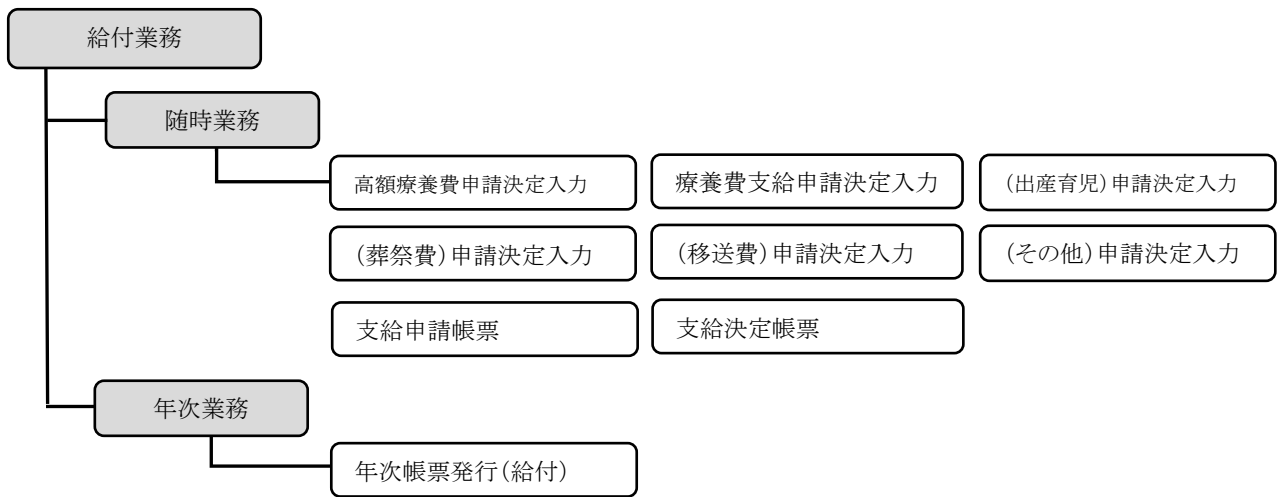 給付業務
随時業務
高額療養費申請決定入力
療養費支給申請決定入力
(出産育児)申請決定入力
(葬祭費)申請決定入力
(移送費)申請決定入力
(その他)申請決定入力
支給申請帳票
支給決定帳票
年次業務
年次帳票発行(給付)